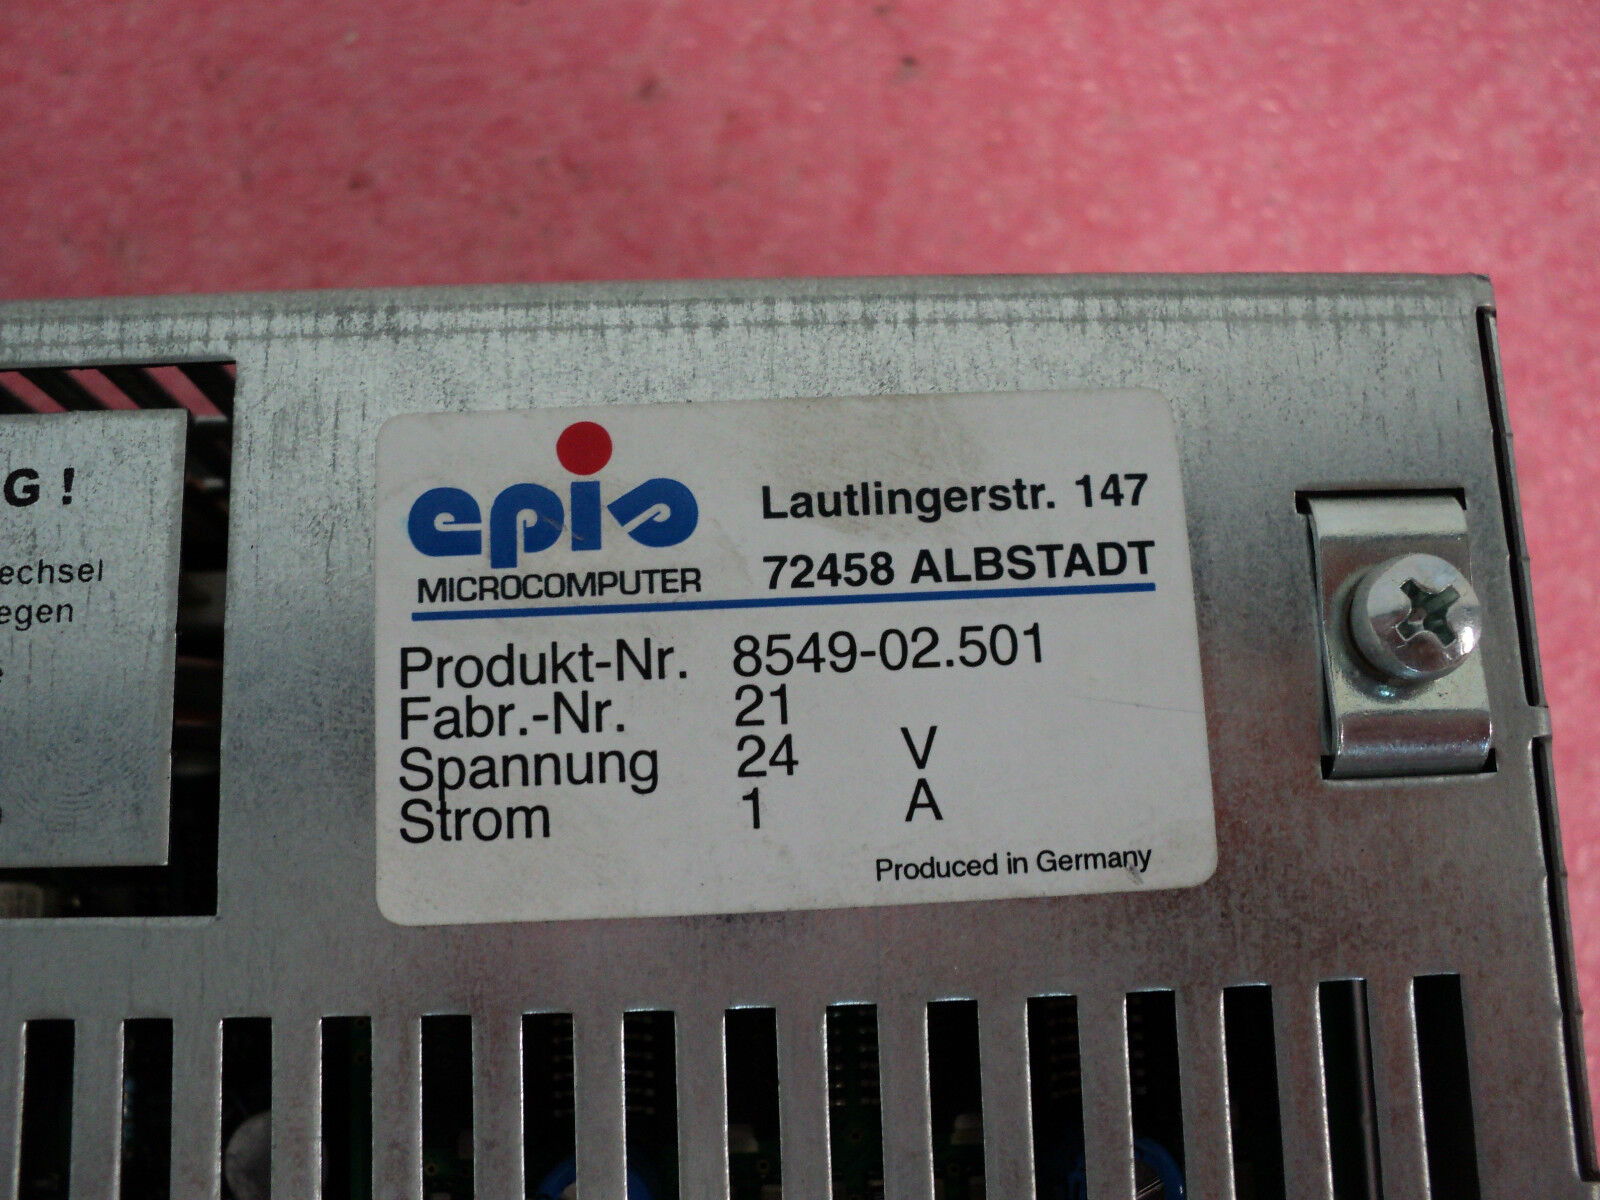 G !
echsel
egen
epis
MICROCOMPUTER
Lautlingerstr. 147
72458 ALBSTADT
Produkt-Nr. 8549-02.501
Fabr.-Nr. 21
Spannung 24 V
Strom 1 A
Produced in Germany